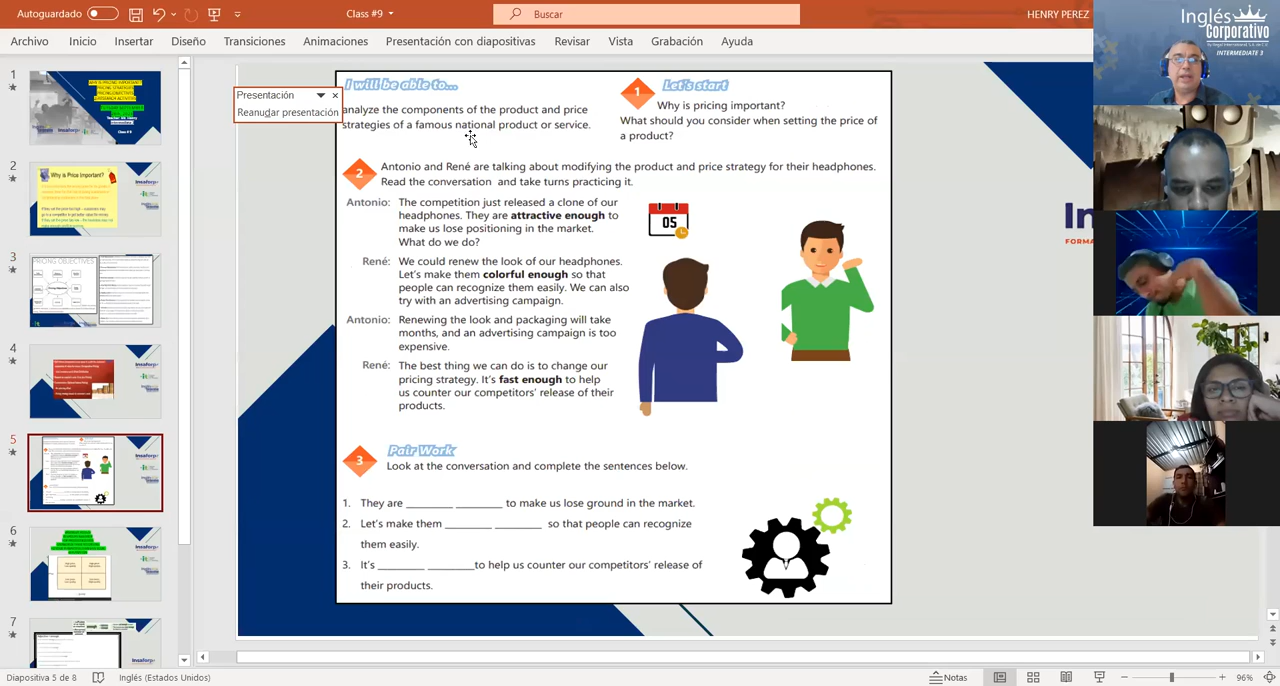 Autoguardado
Class #9
Buscar
HENRY PEREZ
Archivo Inicio Insertar Diseño Transiciones Animaciones Presentación con diapositivas Revisar Vista Grabación Ayuda
Inglés
Corporativo
INTERMEDIATE 3
Presentación
Reanudar presentación
1
2
Why is Price Important?
3
PRICING OBJECTIVES
4
5
6
7
I will be able to...
analyze the components of the product and price
strategies of a famous national product or service.
1 Let's start
Why is pricing important?
What should you consider when setting the price of
a product?
2 Antonio and René are talking about modifying the product and price strategy for their headphones.
Read the conversation and take turns practicing it.
Antonio: The competition just released a clone of our
headphones. They are attractive enough to
make us lose positioning in the market.
What do we do?
René: We could renew the look of our headphones.
Let's make them colorful enough so that
people can recognize them easily. We can also
try with an advertising campaign.
Antonio: Renewing the look and packaging will take
months, and an advertising campaign is too
expensive.
René: The best thing we can do is to change our
pricing strategy. It's fast enough to help
us counter our competitors' release of their
products.
05
3 Pair Work
Look at the conversation and complete the sentences below.
1. They are ________ ________ to make us lose ground in the market.
2. Let's make them ________ ________ so that people can recognize
them easily.
3. It's ________ ________to help us counter our competitors' release of
their products.
In
FORMA
Diapositiva 5 de 8
Inglés (Estados Unidos)
Notas
96%